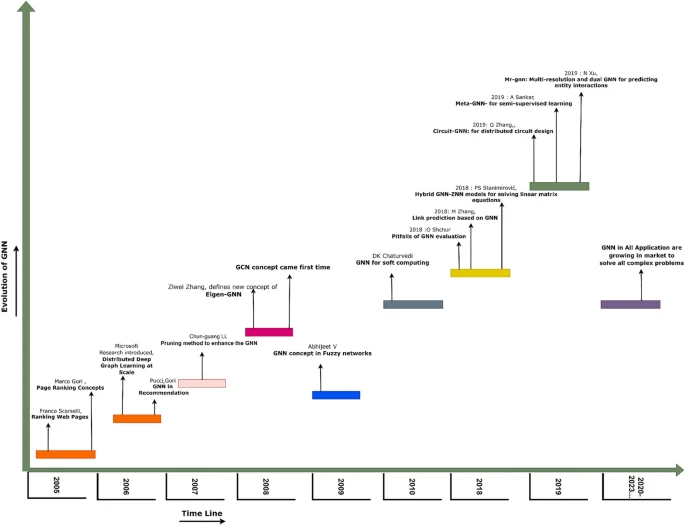 2019 : N Xu,
Mr-gnn: Multi-resolution and dual GNN for predicting
entity interactions
2019 : A Sankar,
Meta-GNN- for semi-supervised learning
2019: G Zhang,,
Circuit-GNN: for distributed circuit design
2018 : PS Stanimirović,
Hybrid GNN-ZNN models for solving linear matrix
equations
2018: M Zhang,
Link prediction based on GNN
2018 :O Shchur
Pitfalls of GNN evaluation
GNN in All Application are
growing in market to
solve all complex problems
DK Chaturvedi
GNN for soft computing
GCN concept came first time
Ziwei Zhang, defines new concept of
Eigen-GNN
Chun-guang Li,
Pruning method to enhance the GNN
Abhijeet V
GNN concept in Fuzzy networks
Microsoft
Research introduced,
Distributed Deep
Graph Learning at
Scale
Pucci,Gori
GNN in
Recommendation
Marco Gori ,
Page Ranking Concepts
Franco Scarselli,
Ranking Web Pages
Evolution of GNN
2005
2006
2007
2008
2009
2010
2018
2019
2020-
2023...
Time Line